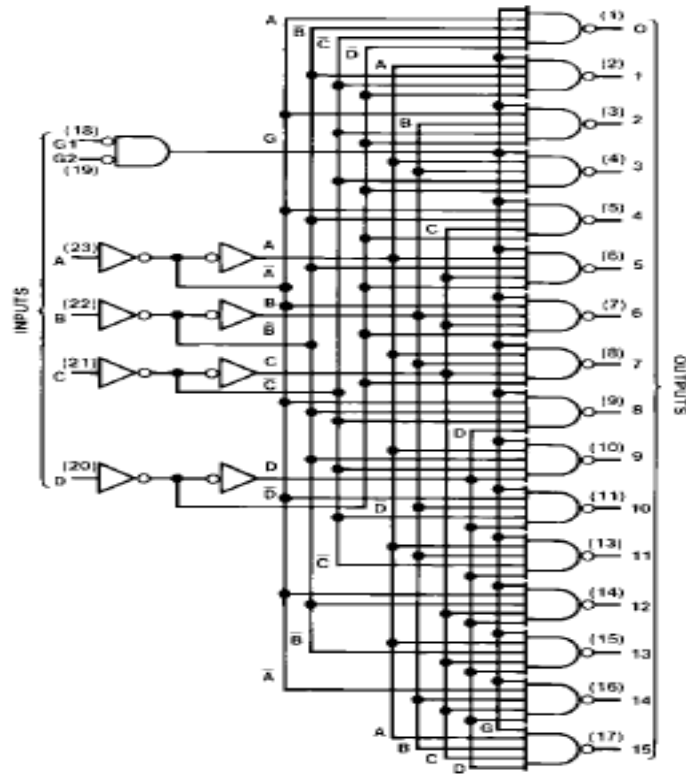 A (1) 0
B
C
D (2) 1
A
(3) 2
B
(18) G
G1 (4) 3
G2
(19)
(5) 4
C
(23) A (6) 5
A A
(22) B (7) 6
B B
(21) C (8) 7
C C
(9) 8
D
(10) 9
(20) D
D D (11) 10
D
(13) 11
C
(14) 12
(15) 13
B
(16) 14
A
G
A (17) 15
B
C
D
INPUTS
OUTPUTS